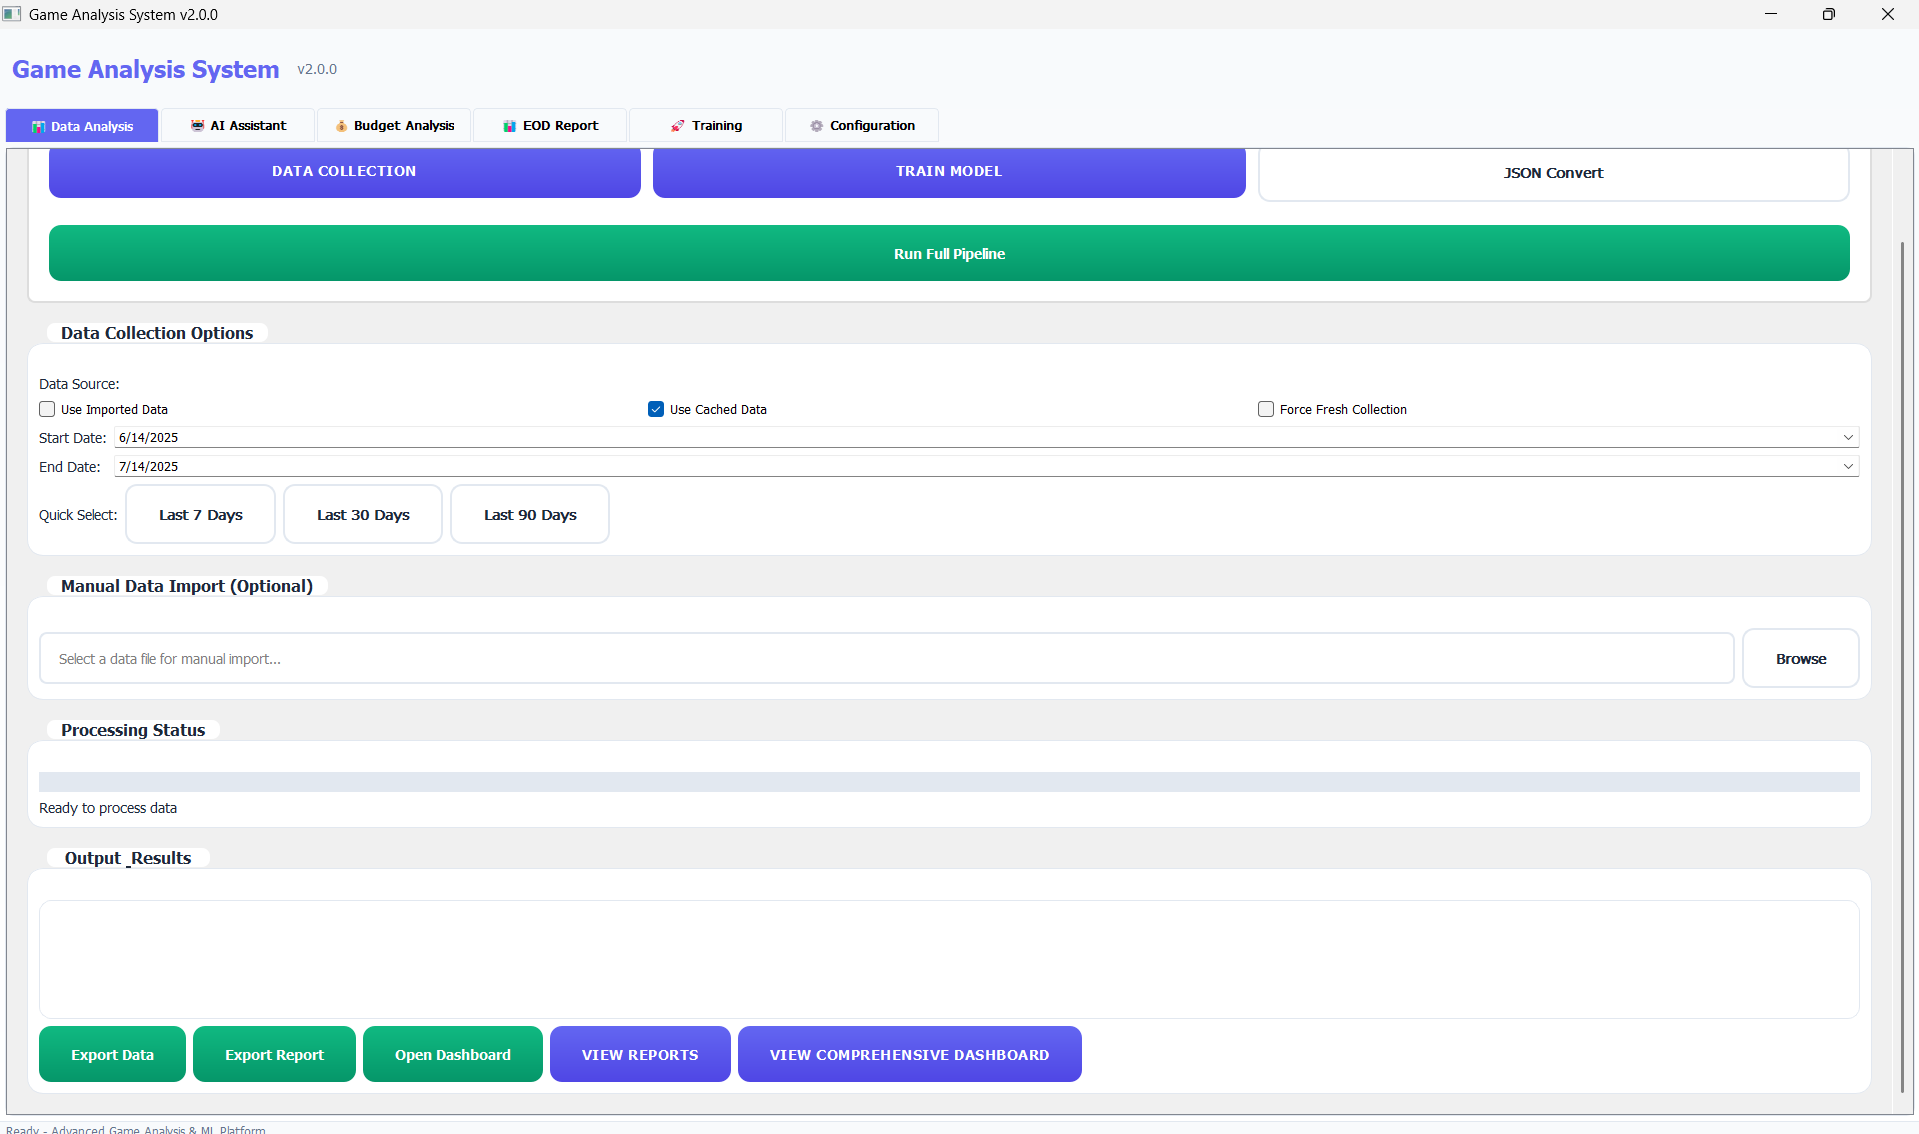 Game Analysis System v2.0.0
Game Analysis System v2.0.0
Data Analysis AI Assistant Budget Analysis EOD Report Training Configuration
DATA COLLECTION TRAIN MODEL JSON Convert
Run Full Pipeline
Data Collection Options
Data Source:
Use Imported Data Use Cached Data Force Fresh Collection
Start Date: 6/14/2025
End Date: 7/14/2025
Quick Select: Last 7 Days Last 30 Days Last 90 Days
Manual Data Import (Optional)
Select a data file for manual import... Browse
Processing Status
Ready to process data
Output _Results
Export Data Export Report Open Dashboard VIEW REPORTS VIEW COMPREHENSIVE DASHBOARD
Ready - Advanced Game Analysis & ML Platform